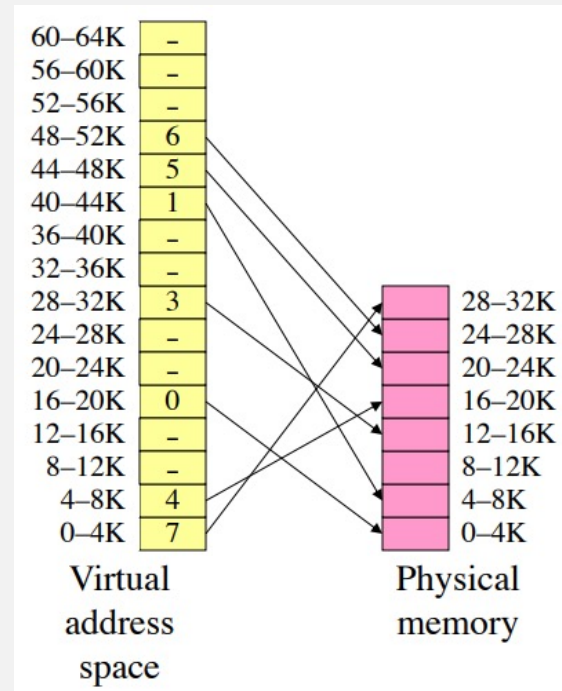 60–64K -
56–60K -
52–56K -
48–52K 6
44–48K 5
40–44K 1
36–40K -
32–36K -
28–32K 3 28–32K
24–28K - 24–28K
20–24K - 20–24K
16–20K 0 16–20K
12–16K - 12–16K
8–12K - 8–12K
4–8K 4 4–8K
0–4K 7 0–4K
Virtual
address
space
Physical
memory